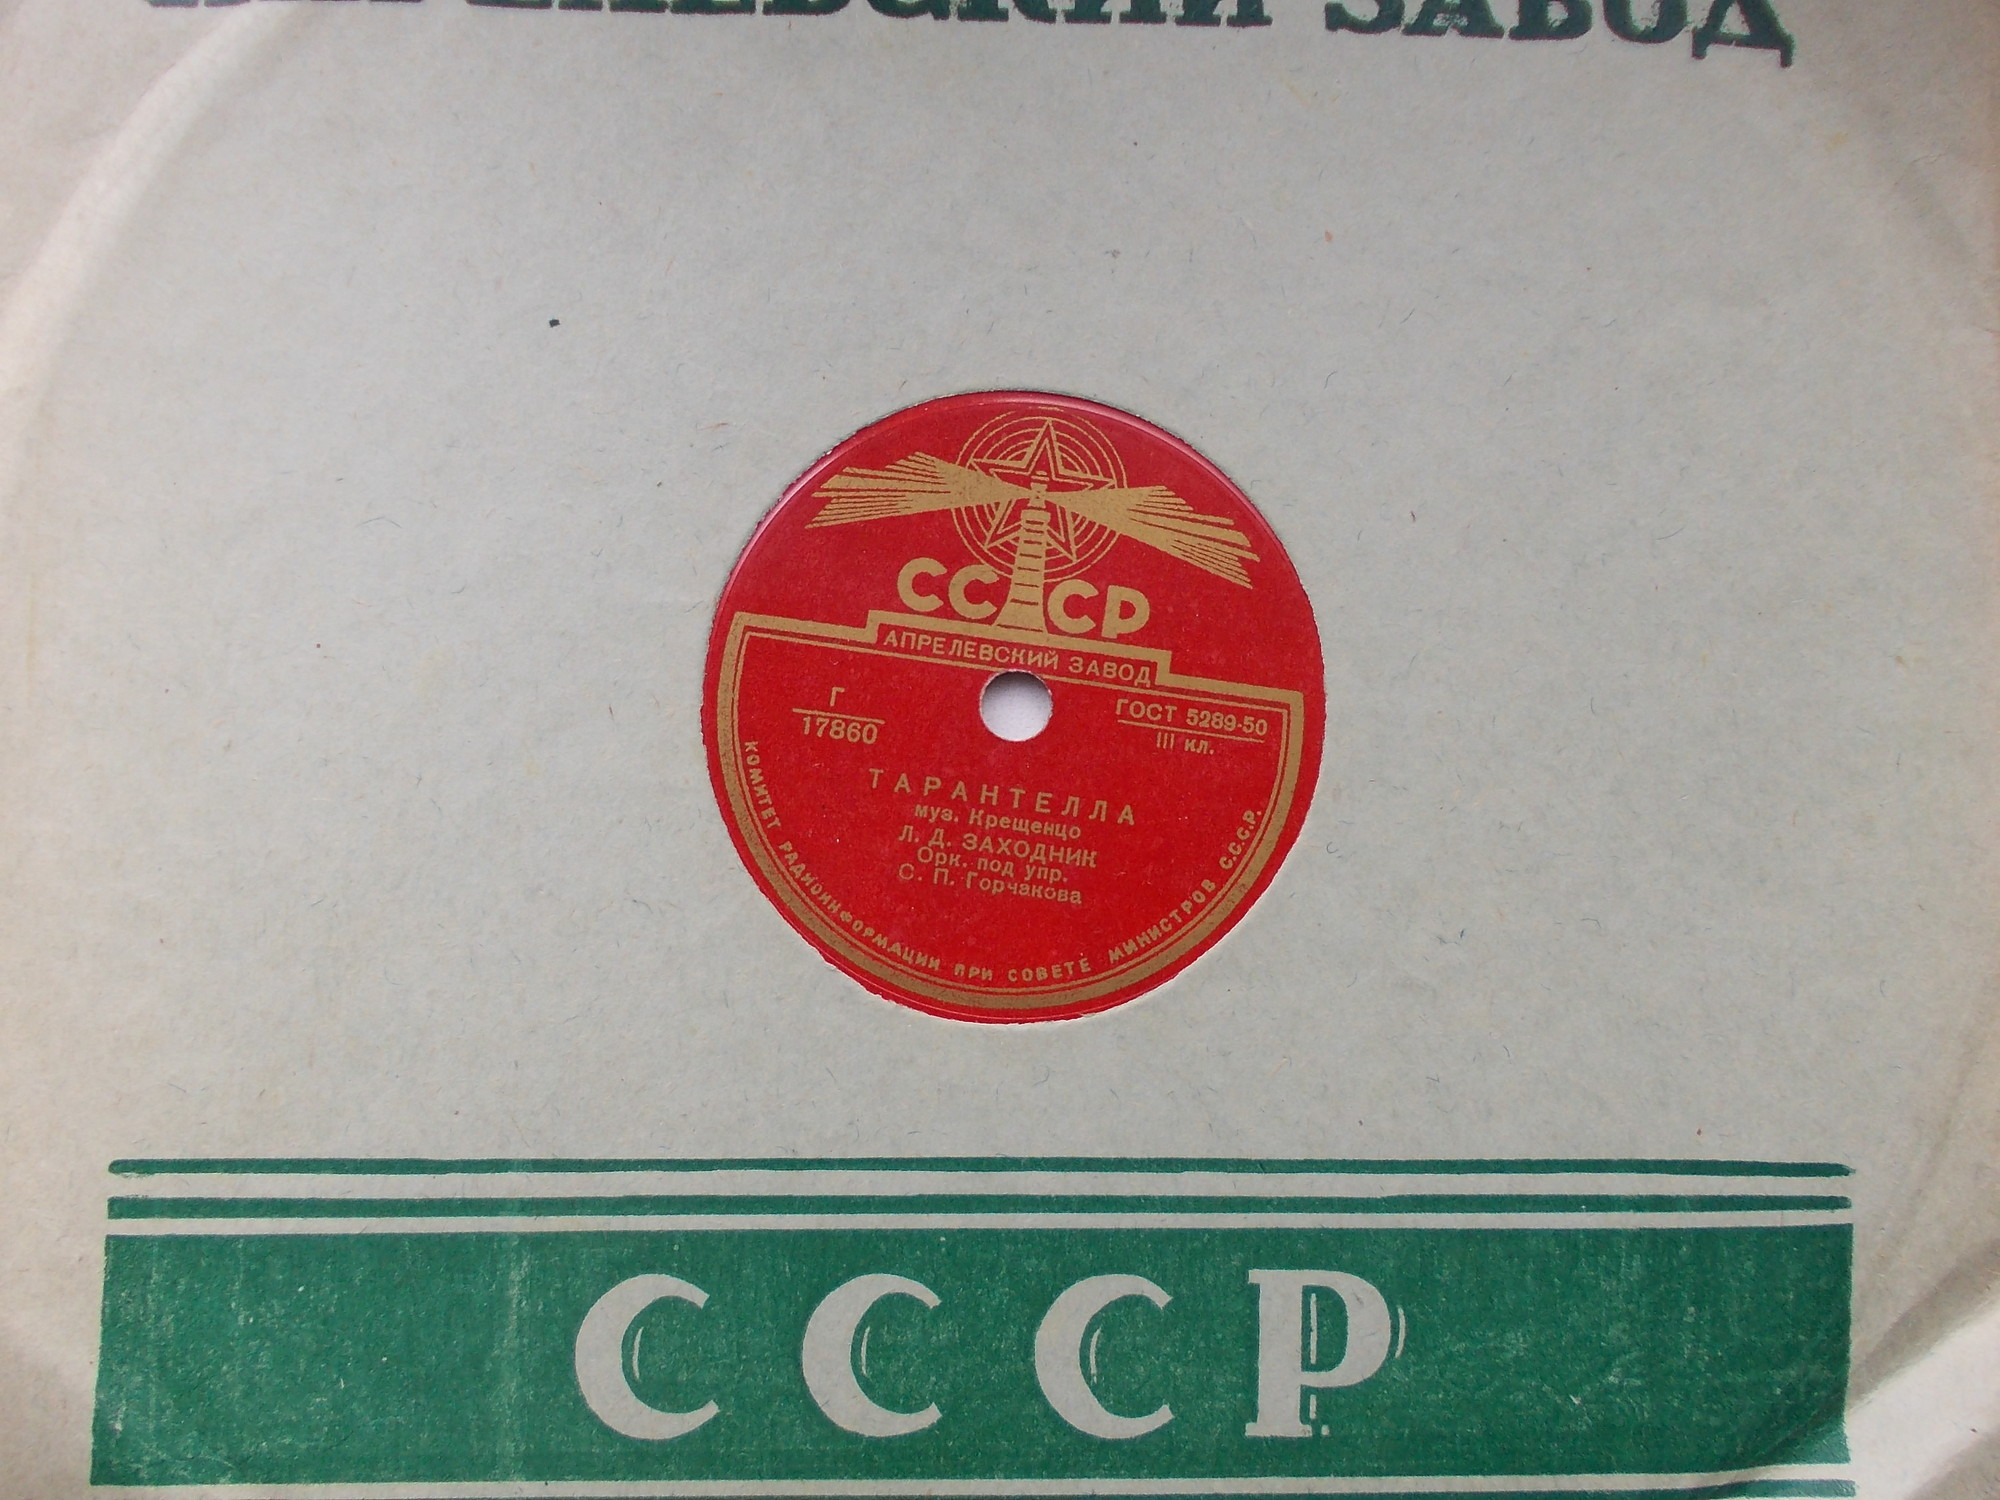 АПРЕЛЕВСКИЙ ЗАВОД
СССР
АПРЕЛЕВСКИЙ ЗАВОД
Г
17860
ГОСТ 5289-50
III кл.
ТАРАНТЕЛЛА
муз. Крещенцо
Л. Д. ЗАХОДНИК
Орк. под упр.
С. П. Горчакова
КОМИТЕТ РАДИОИНФОРМАЦИИ ПРИ СОВЕТЕ МИНИСТРОВ С.С.С.Р.
СССР